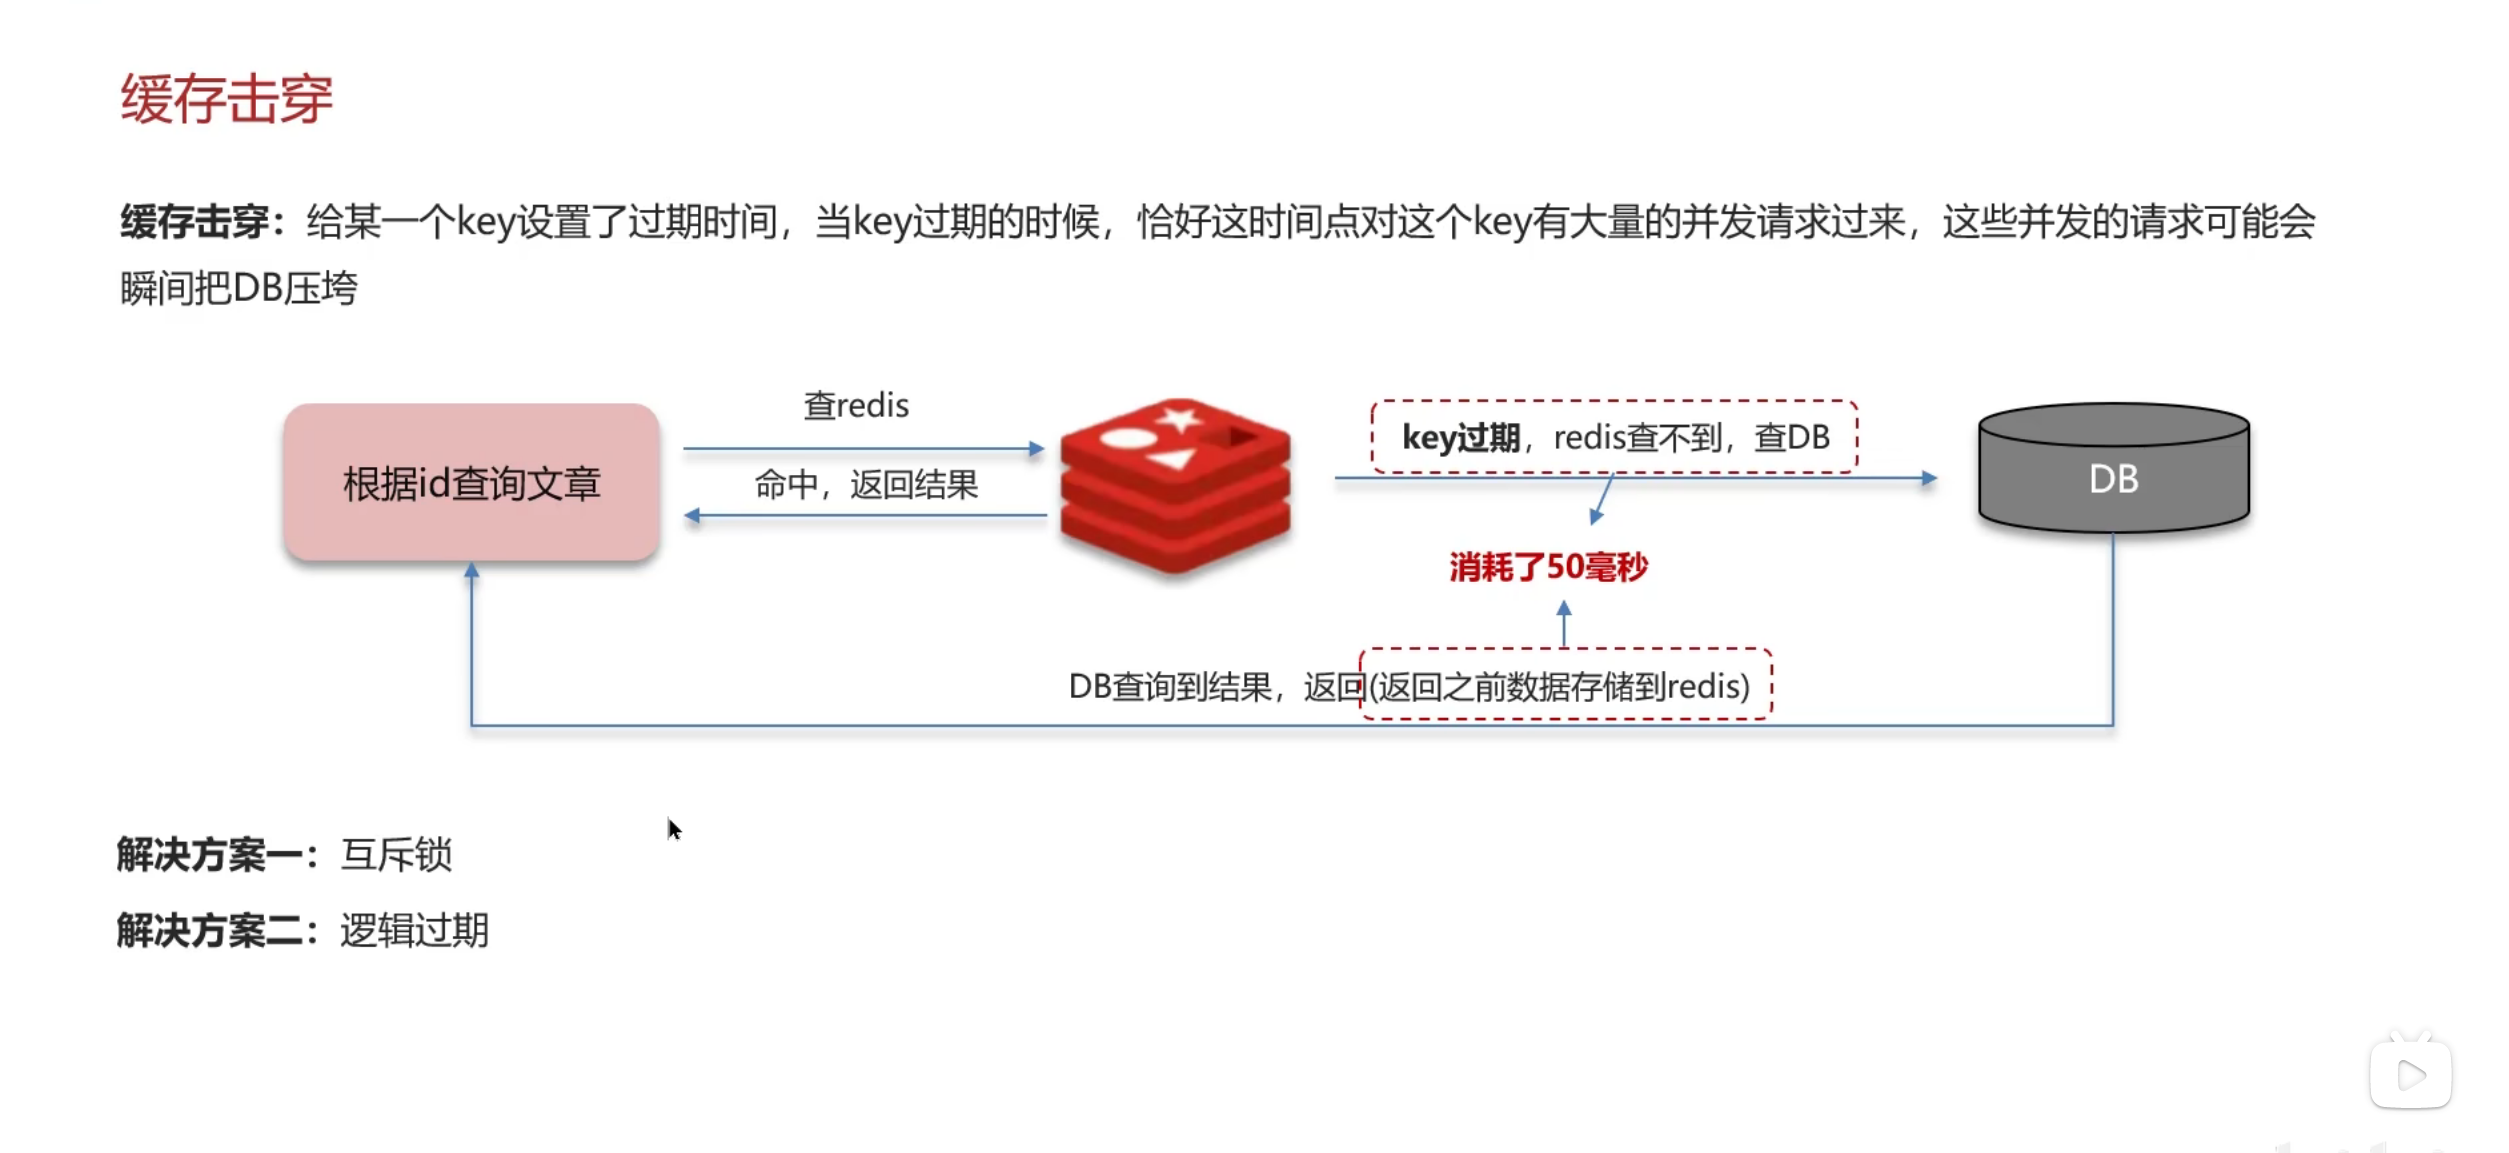 缓存击穿
缓存击穿：给某一个key设置了过期时间，当key过期的时候，恰好这时间点对这个key有大量的并发请求过来，这些并发的请求可能会
瞬间把DB压垮
查redis
根据id查询文章
命中，返回结果
key过期，redis查不到，查DB
DB
消耗了50毫秒
DB查询到结果，返回(返回之前数据存储到redis)
解决方案一：互斥锁
解决方案二：逻辑过期